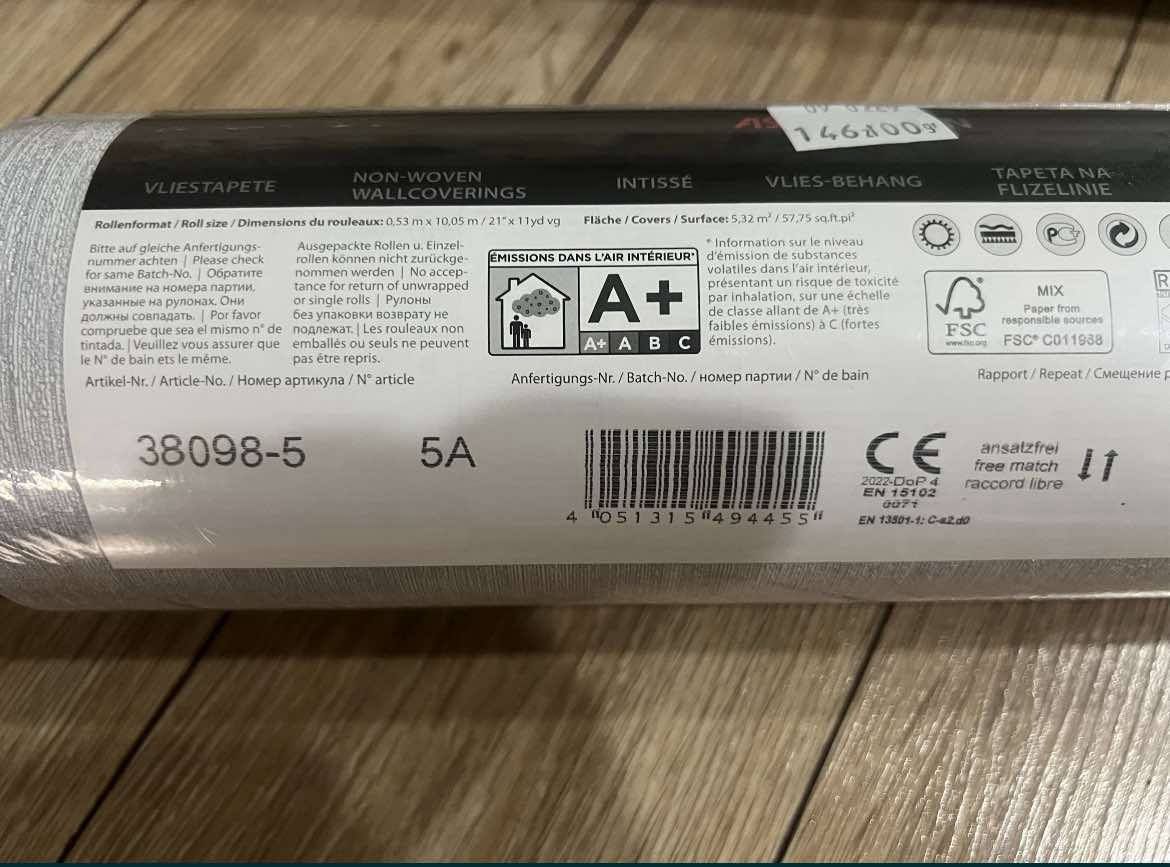 146.00
VLIESTAPETE
NON-WOVEN
WALLCOVERINGS
INTISSÉ
VLIES-BEHANG
TAPETA NA
FLIZELINIE
Rollenformat / Roll size / Dimensions du rouleaux: 0,53 m x 10,05 m / 21" x 11yd vg
Fläche / Covers / Surface: 5,32 m² / 57,75 sq.ft.pi²
Bitte auf gleiche Anfertigungs-
nummer achten | Please check
for same Batch-No. | Обратите
внимание на номера партии,
указанные на рулонах. Они
должны совпадать. | Por favor
compruebe que sea el mismo n° de
tintada. | Veuillez vous assurer que
le N° de bain ets le même.
Ausgepackte Rollen u. Einzel-
rollen können nicht zurückge-
nommen werden | No accep-
tance for return of unwrapped
or single rolls | Рулоны
без упаковки возврату не
подлежат. | Les rouleaux non
emballés ou seuls ne peuvent
pas être repris.
ÉMISSIONS DANS L'AIR INTÉRIEUR*
A+
A+ A B C
* Information sur le niveau
d'émission de substances
volatiles dans l'air intérieur,
présentant un risque de toxicité
par inhalation, sur une échelle
de classe allant de A+ (très
faibles émissions) à C (fortes
émissions).
FSC
www.fsc.org
MIX
Paper from
responsible sources
FSC® C011988
R
Artikel-Nr. / Article-No. / Номер артикула / N° article
Anfertigungs-Nr. / Batch-No. / номер партии / N° de bain
Rapport / Repeat / Смещение
38098-5
5A
4 051315 494455
CE
2022-DoP 4
EN 15102
0071
EN 13501-1: C-s2.d0
ansatzfrei
free match
raccord libre